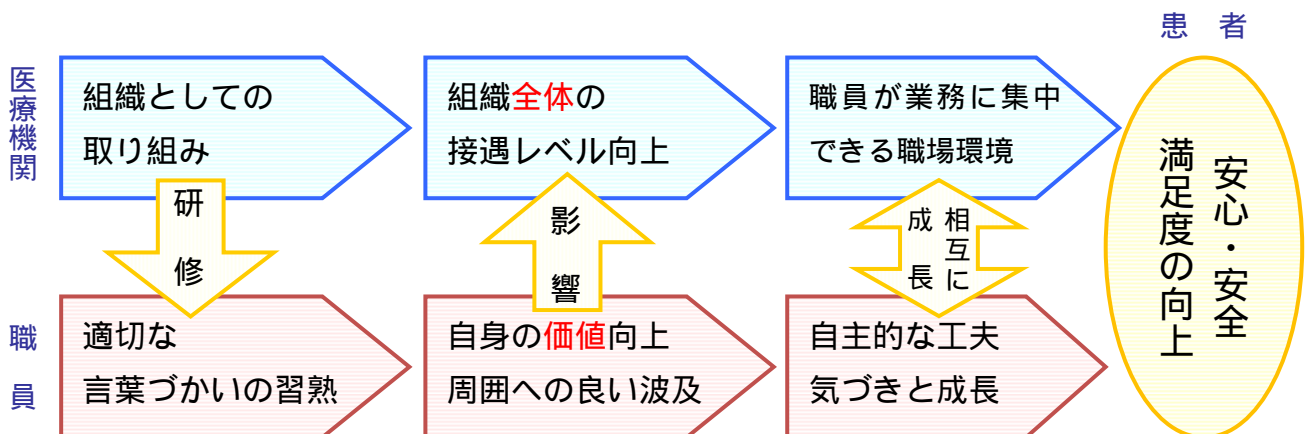 患 者
医療機関
組織としての
取り組み
組織全体の
接遇レベル向上
職員が業務に集中
できる職場環境
研修
影響
相互に
成長
職員
適切な
言葉づかいの習熟
自身の価値向上
周囲への良い波及
自主的な工夫
気づきと成長
安心・安全
満足度の向上